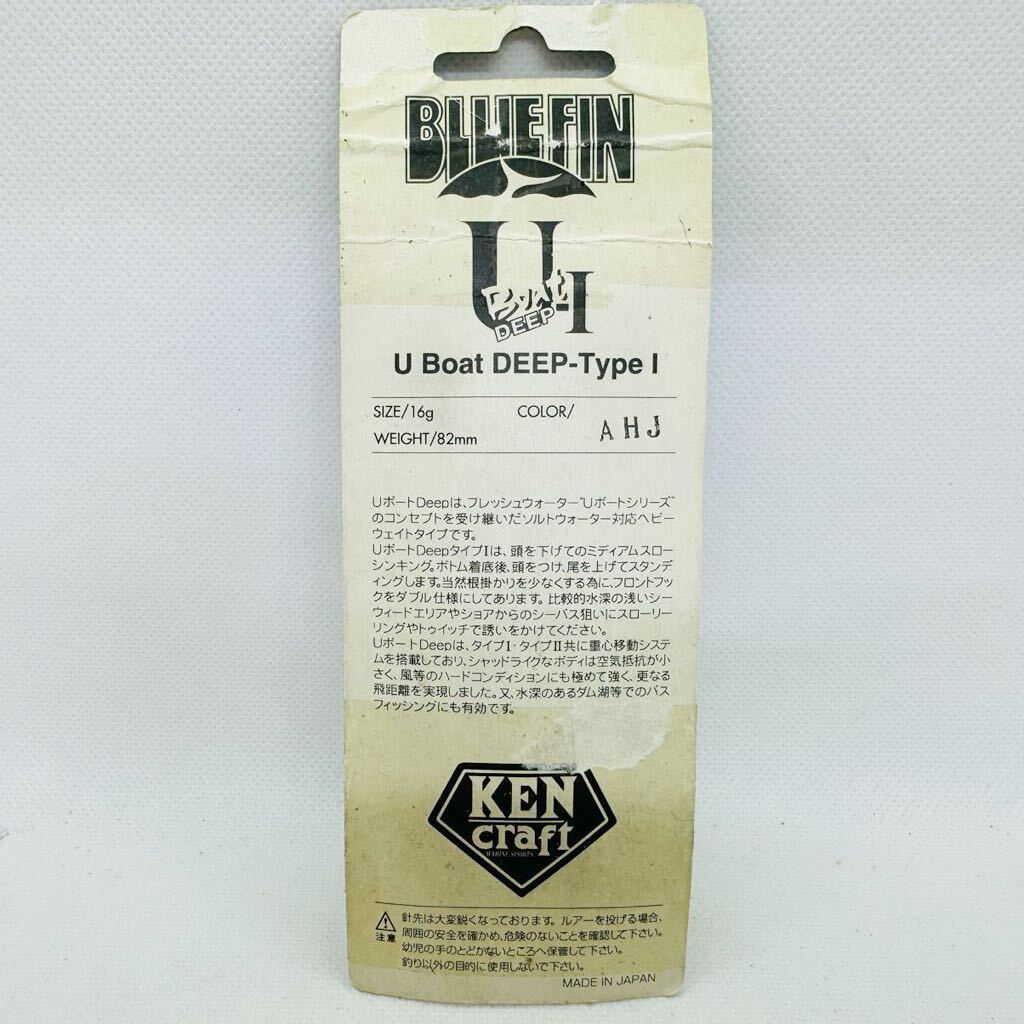 BLUEFIN
U
Boat
DEEP-I
U Boat DEEP-Type I
SIZE/16g COLOR/
AHJ
WEIGHT/82mm
UボートDeepは、フレッシュウォーター"Uボートシリーズ"
のコンセプトを受け継いだソルトウォーター対応ヘビー
ウェイトタイプです。
UボートDeepタイプIは、頭を下げてのミディアムスロー
シンキング。ボトム着底後、頭をつけ、尾を上げてスタンデ
ィングします。当然根掛かりを少なくする為に、フロントフッ
クをダブル仕様にしてあります。比較的水深の浅いシー
ウィードエリアやショアからのシーバス狙いにスローリー
リングやトゥイッチで誘いをかけてください。
UボートDeepは、タイプI・タイプII共に重心移動システ
ムを搭載しており、シャッドライクなボディは空気抵抗が小
さく、風等のハードコンディションにも極めて強く、更なる
飛距離を実現しました。又、水深のあるダム湖等でのバス
フィッシングにも有効です。
KEN
craft
MARINE SPORTS
注意
針先は大変鋭くなっております。ルアーを投げる場合、
周囲の安全を確かめ、危険のないことを確認して下さい。
幼児の手のとどかないところへ保管して下さい。
釣り以外の目的に使用しないで下さい。
MADE IN JAPAN